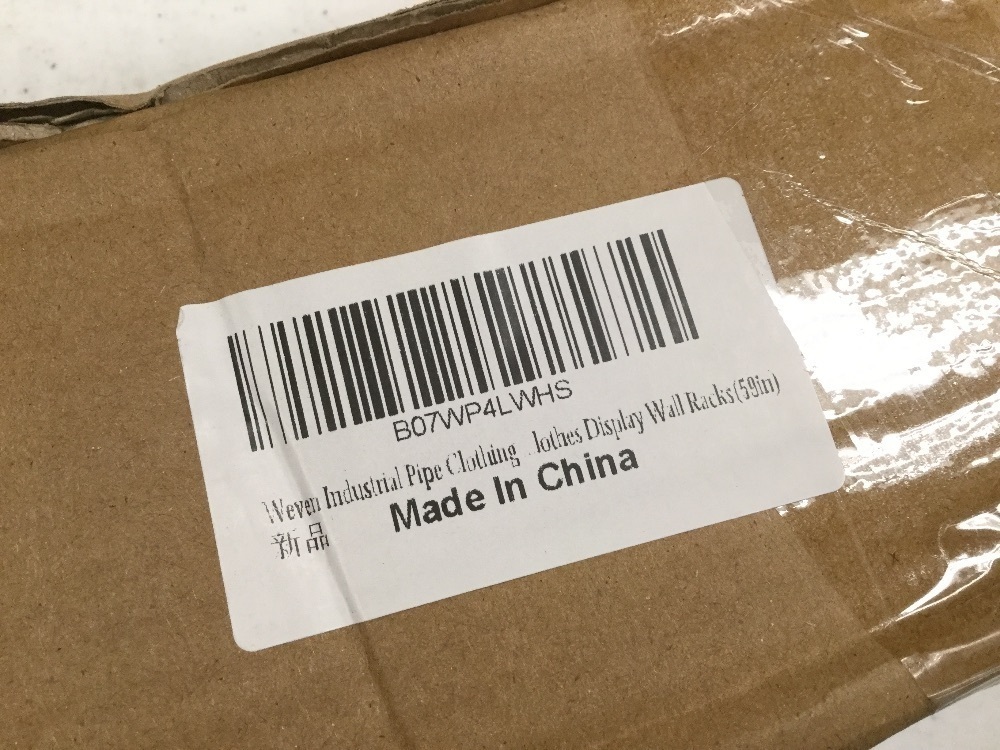 B07WP4LWHS
Weven Industrial Pipe Clothing lothes Display Wall Racks(59in)
新品
Made In China